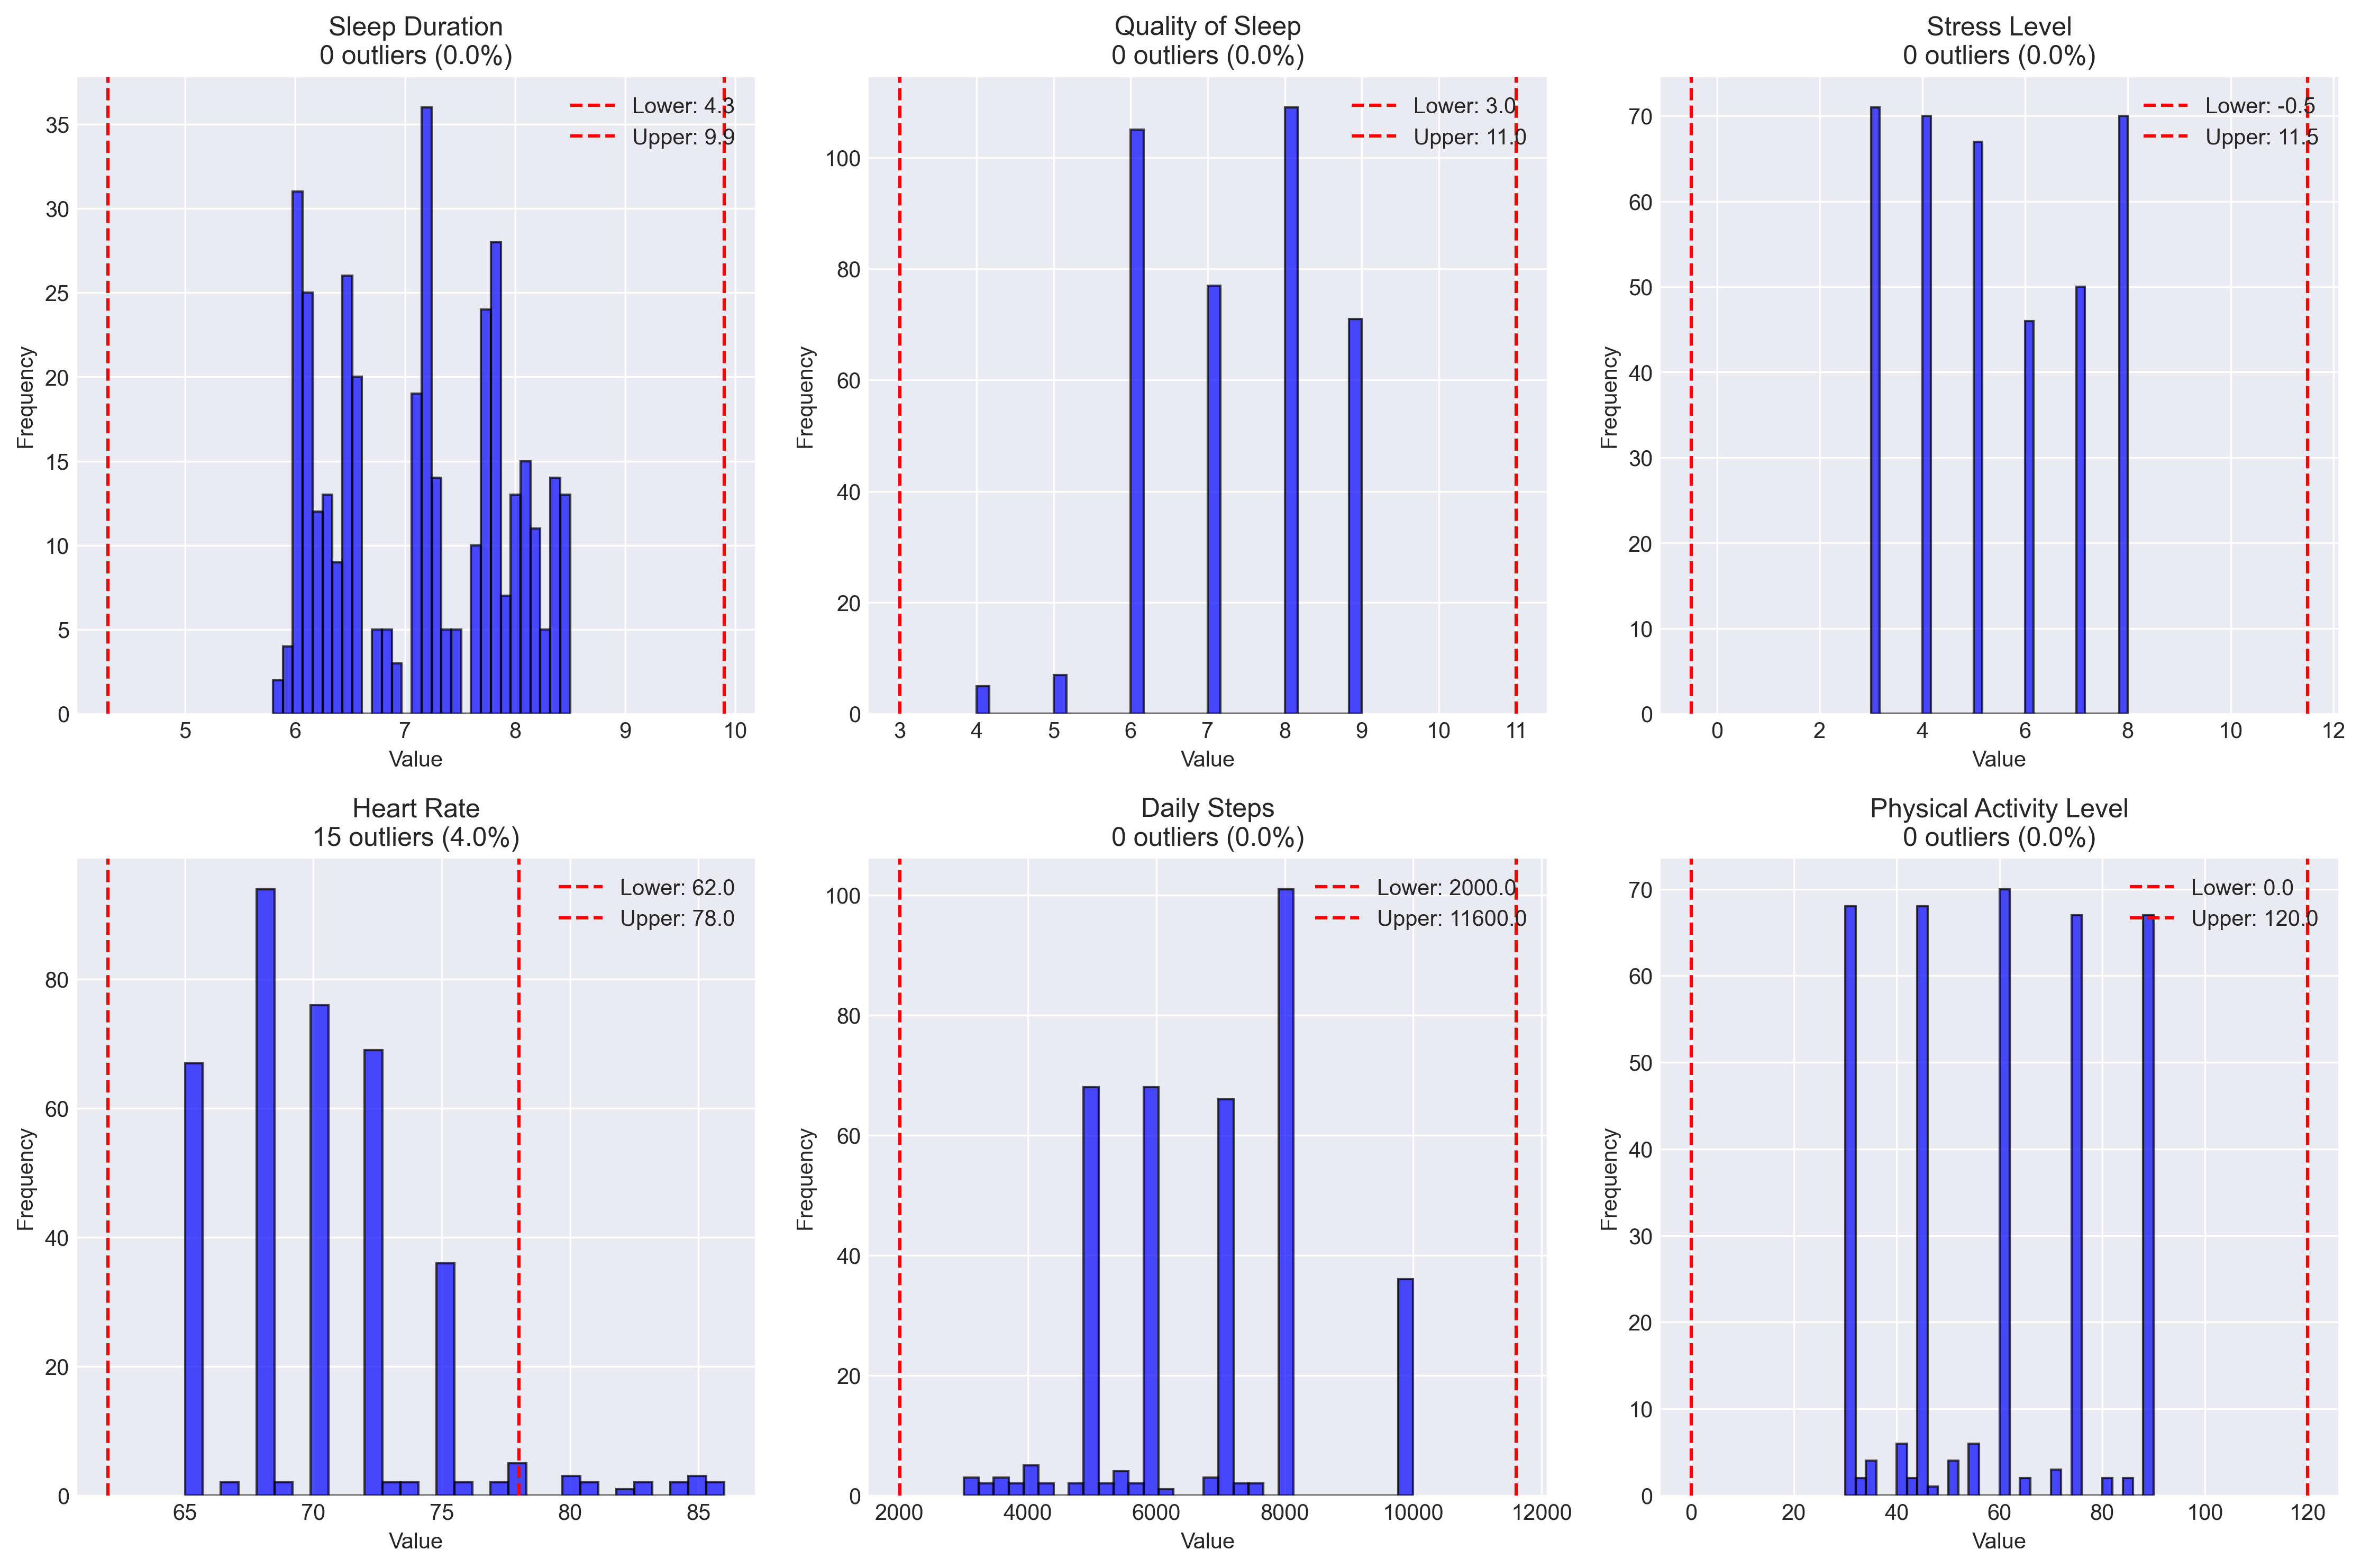 Sleep Duration
0 outliers (0.0%)
Lower: 4.3
Upper: 9.9
Frequency
0
5
10
15
20
25
30
35
5 6 7 8 9 10
Value
Quality of Sleep
0 outliers (0.0%)
Lower: 3.0
Upper: 11.0
Frequency
0
20
40
60
80
100
3 4 5 6 7 8 9 10 11
Value
Stress Level
0 outliers (0.0%)
Lower: -0.5
Upper: 11.5
Frequency
0
10
20
30
40
50
60
70
0 2 4 6 8 10 12
Value
Heart Rate
15 outliers (4.0%)
Lower: 62.0
Upper: 78.0
Frequency
0
20
40
60
80
65 70 75 80 85
Value
Daily Steps
0 outliers (0.0%)
Lower: 2000.0
Upper: 11600.0
Frequency
0
20
40
60
80
100
2000 4000 6000 8000 10000 12000
Value
Physical Activity Level
0 outliers (0.0%)
Lower: 0.0
Upper: 120.0
Frequency
0
10
20
30
40
50
60
70
0 20 40 60 80 100 120
Value